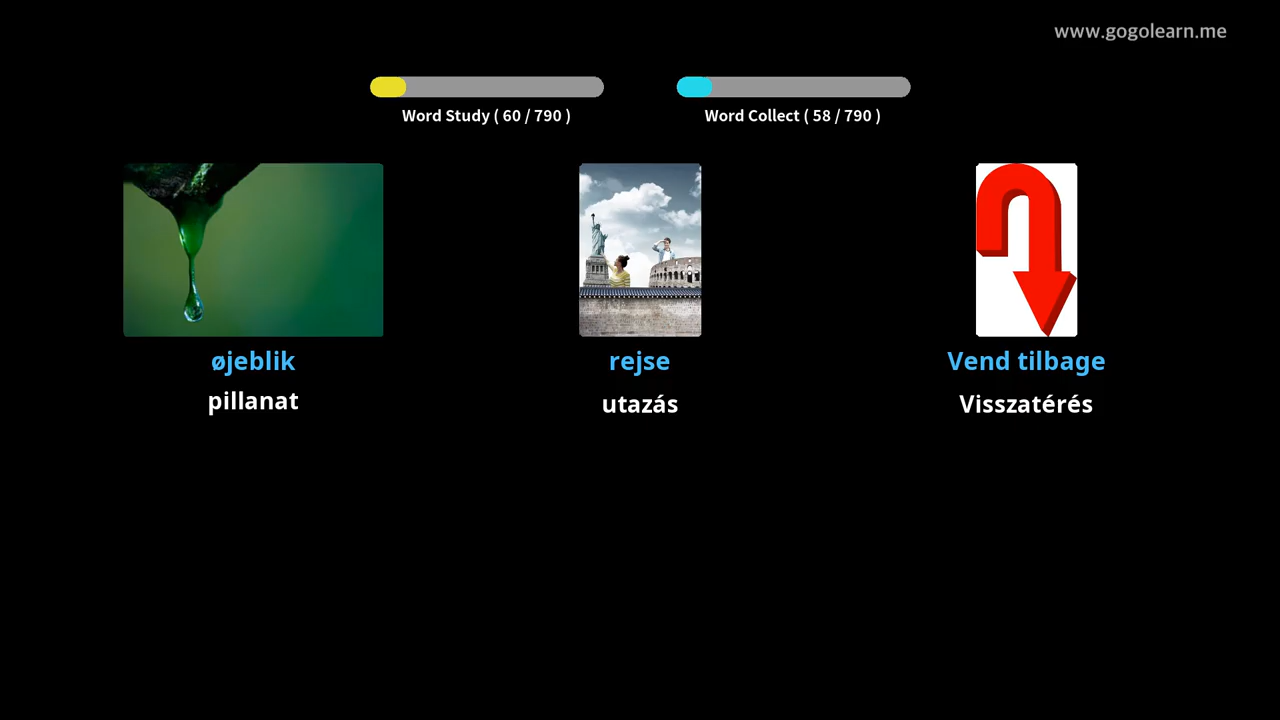 www.gogolearn.me
Word Study ( 60 / 790 )
Word Collect ( 58 / 790 )
øjeblik
rejse
Vend tilbage
pillanat
utazás
Visszatérés